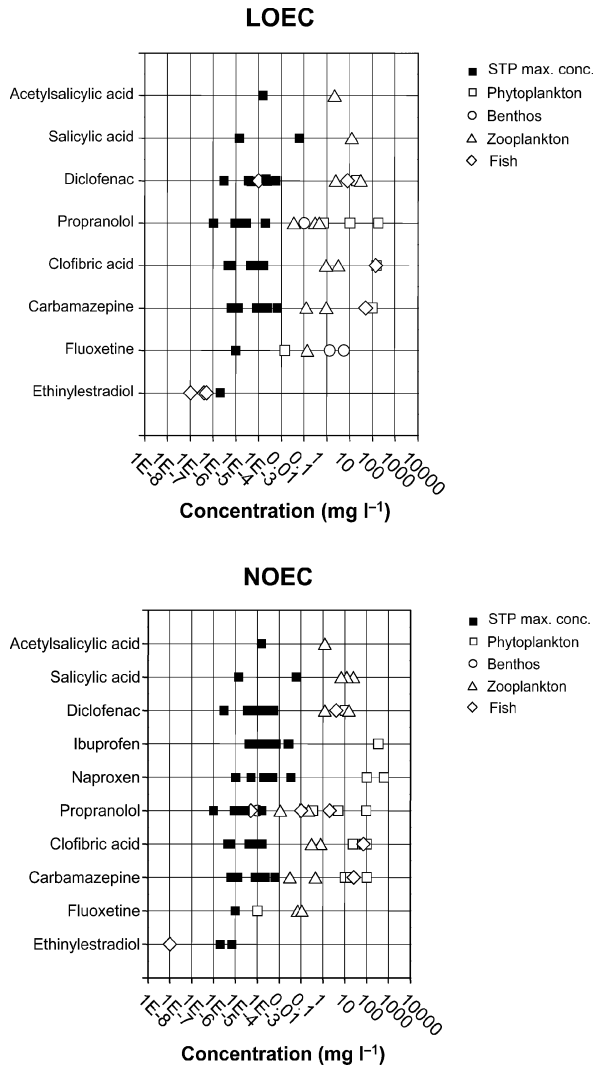 LOEC
STP max. conc.
Phytoplankton
Benthos
Zooplankton
Fish
Acetylsalicylic acid
Salicylic acid
Diclofenac
Propranolol
Clofibric acid
Carbamazepine
Fluoxetine
Ethinylestradiol
1E-8
1E-7
1E-6
1E-5
1E-4
1E-3
0.01
0.1
1
10
100
1000
10000
Concentration (mg l–1)
NOEC
STP max. conc.
Phytoplankton
Benthos
Zooplankton
Fish
Acetylsalicylic acid
Salicylic acid
Diclofenac
Ibuprofen
Naproxen
Propranolol
Clofibric acid
Carbamazepine
Fluoxetine
Ethinylestradiol
1E-8
1E-7
1E-6
1E-5
1E-4
1E-3
0.01
0.1
1
10
100
1000
10000
Concentration (mg l–1)